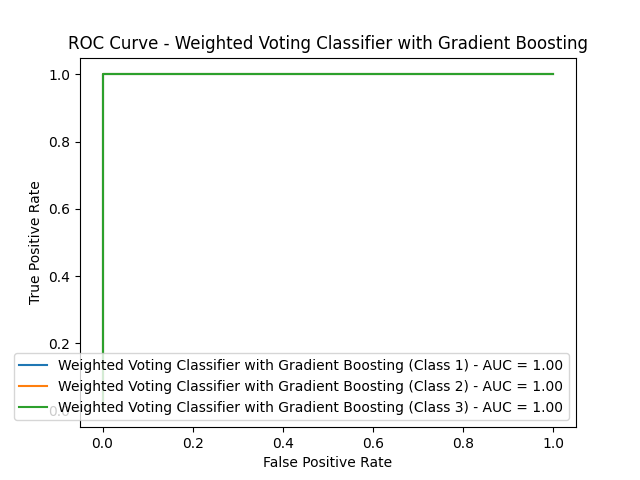 ROC Curve - Weighted Voting Classifier with Gradient Boosting
True Positive Rate
1.0
0.8
0.6
0.4
0.2
0.0
Weighted Voting Classifier with Gradient Boosting (Class 1) - AUC = 1.00
Weighted Voting Classifier with Gradient Boosting (Class 2) - AUC = 1.00
Weighted Voting Classifier with Gradient Boosting (Class 3) - AUC = 1.00
0.0 0.2 0.4 0.6 0.8 1.0
False Positive Rate